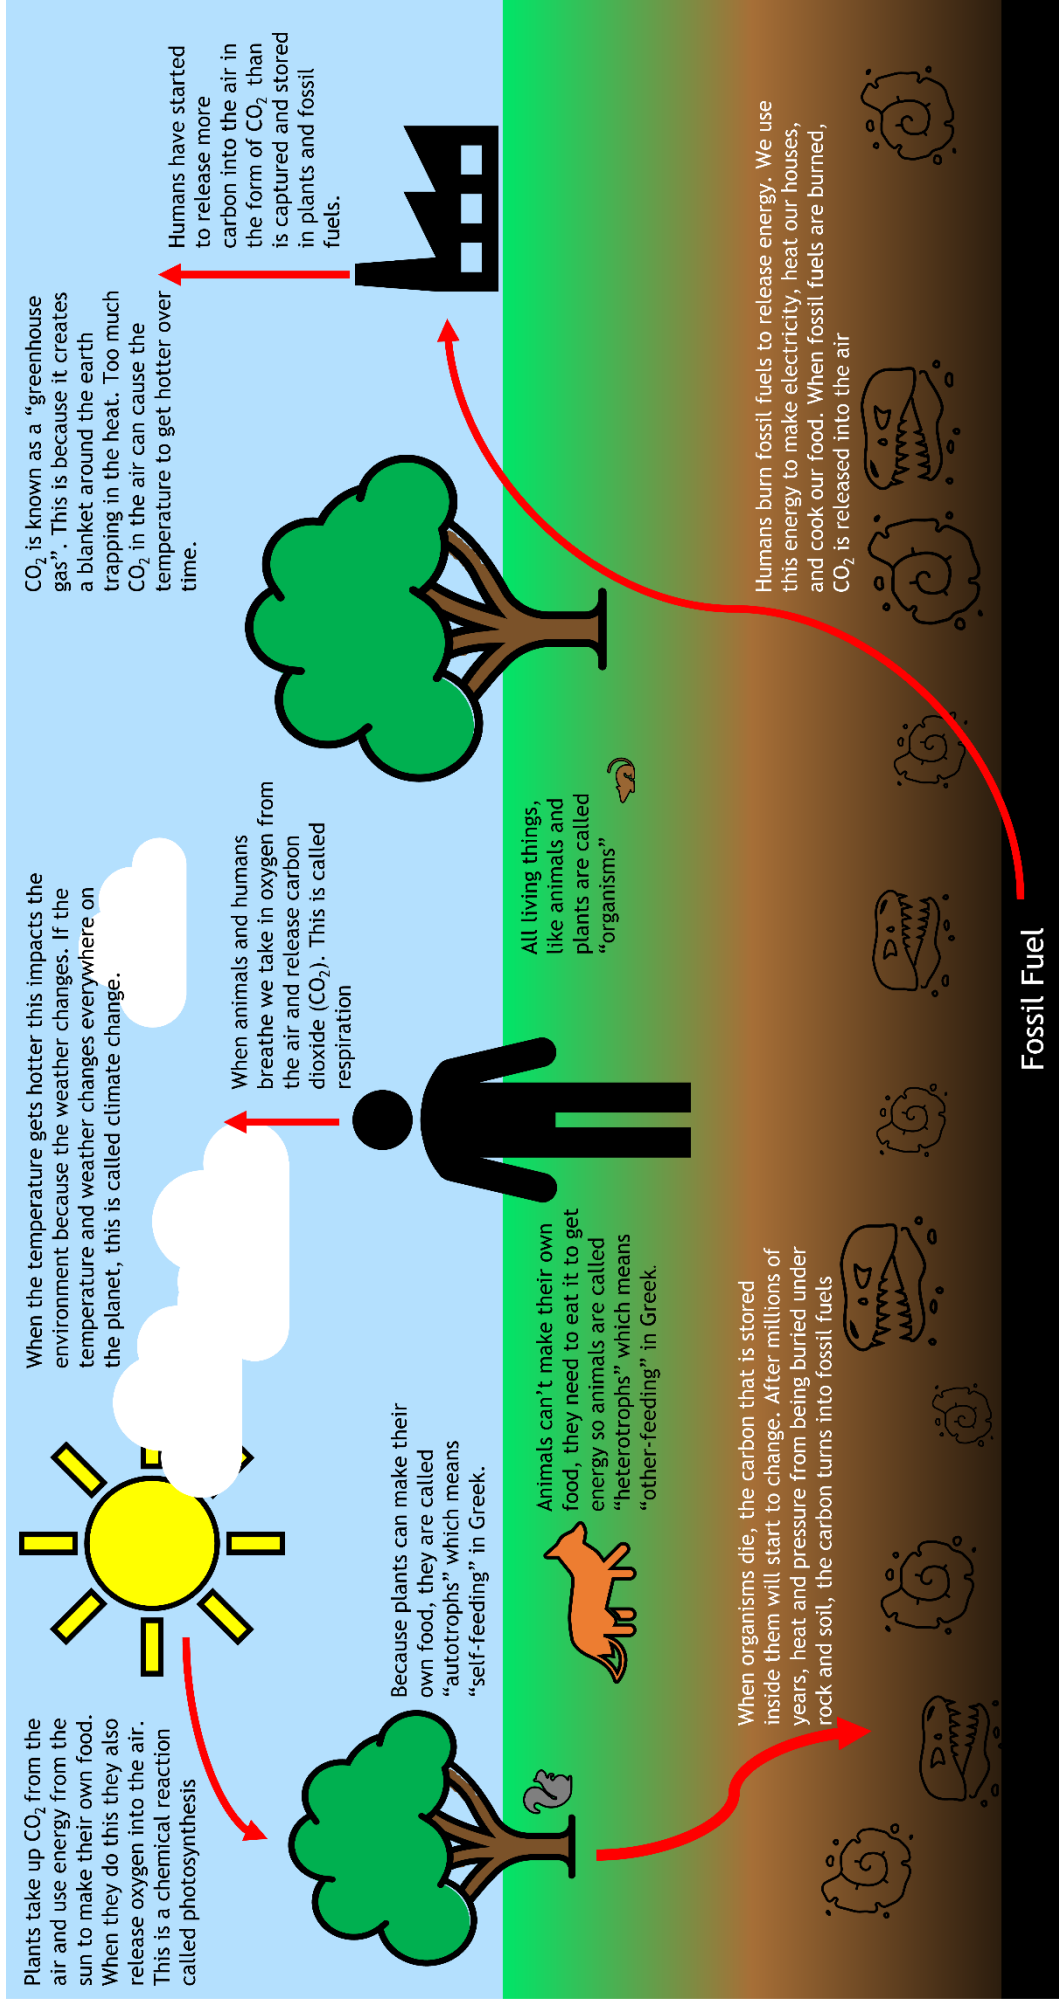 Plants take up CO₂ from the
air and use energy from the
sun to make their own food.
When they do this they also
release oxygen into the air.
This is a chemical reaction
called photosynthesis
When the temperature gets hotter this impacts the
environment because the weather changes. If the
temperature and weather changes everywhere on
the planet, this is called climate change.
CO₂ is known as a “greenhouse
gas”. This is because it creates
a blanket around the earth
trapping in the heat. Too much
CO₂ in the air can cause the
temperature to get hotter over
time.
Humans have started
to release more
carbon into the air in
the form of CO₂ than
is captured and stored
in plants and fossil
fuels.
When animals and humans
breathe we take in oxygen from
the air and release carbon
dioxide (CO₂). This is called
respiration
Because plants can make their
own food, they are called
“autotrophs” which means
“self-feeding” in Greek.
Animals can’t make their own
food, they need to eat it to get
energy so animals are called
“heterotrophs” which means
“other-feeding” in Greek.
All living things,
like animals and
plants are called
“organisms”
When organisms die, the carbon that is stored
inside them will start to change. After millions of
years, heat and pressure from being buried under
rock and soil, the carbon turns into fossil fuels
Humans burn fossil fuels to release energy. We use
this energy to make electricity, heat our houses,
and cook our food. When fossil fuels are burned,
CO₂ is released into the air
Fossil Fuel